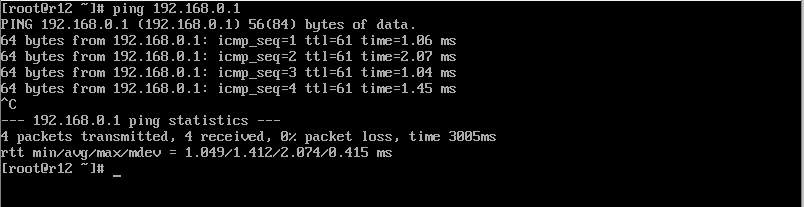 [root@r12 ~]# ping 192.168.0.1
PING 192.168.0.1 (192.168.0.1) 56(84) bytes of data.
64 bytes from 192.168.0.1: icmp_seq=1 ttl=61 time=1.06 ms
64 bytes from 192.168.0.1: icmp_seq=2 ttl=61 time=2.07 ms
64 bytes from 192.168.0.1: icmp_seq=3 ttl=61 time=1.04 ms
64 bytes from 192.168.0.1: icmp_seq=4 ttl=61 time=1.45 ms
^C
--- 192.168.0.1 ping statistics ---
4 packets transmitted, 4 received, 0% packet loss, time 3005ms
rtt min/avg/max/mdev = 1.049/1.412/2.074/0.415 ms
[root@r12 ~]# _